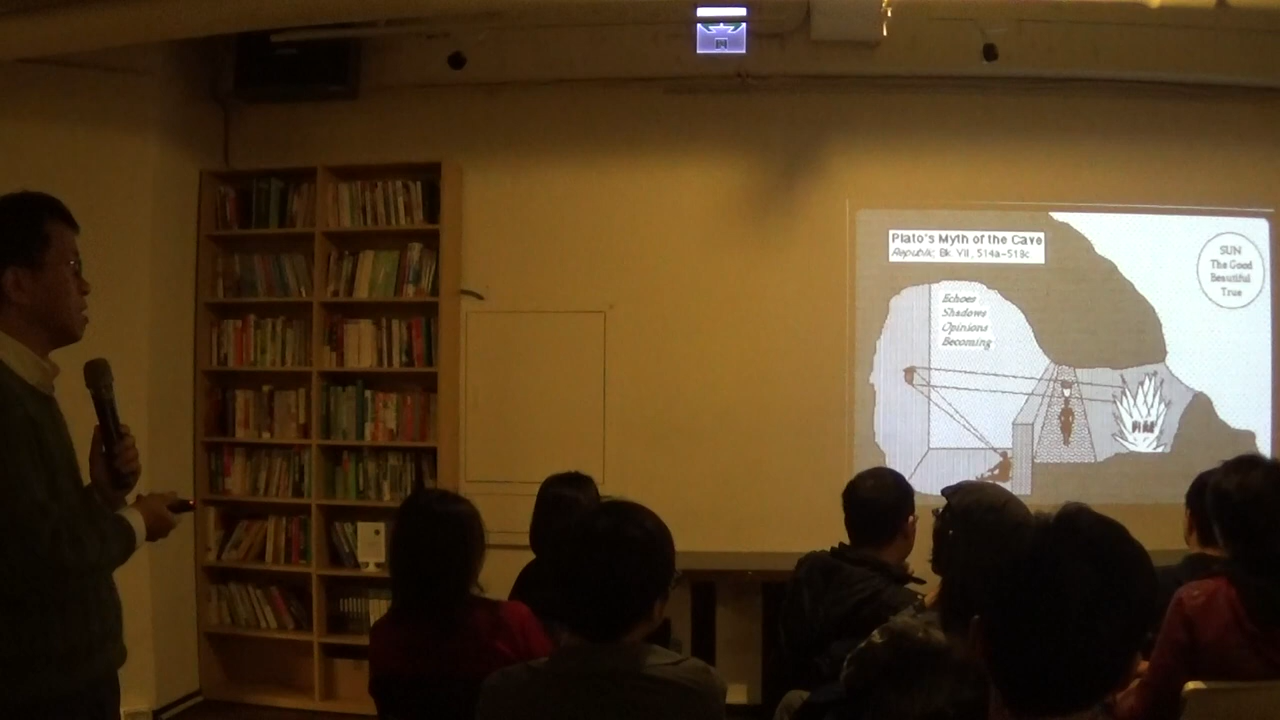 Plato's Myth of the Cave
Republic, Bk. VII, 514a-518c
SUN
The Good
Beautiful
True
Echoes
Shadows
Opinions
Becoming
FIRE